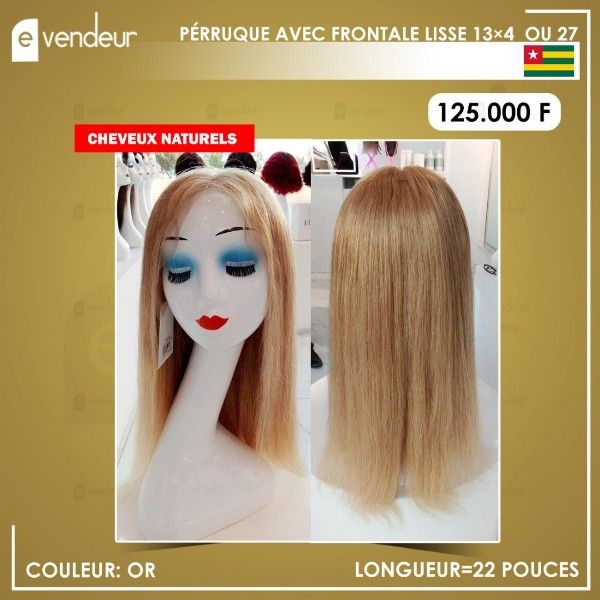 e vendeur
PÉRRUQUE AVEC FRONTALE LISSE 13×4 OU 27
125.000 F
CHEVEUX NATURELS
COULEUR: OR
LONGUEUR=22 POUCES